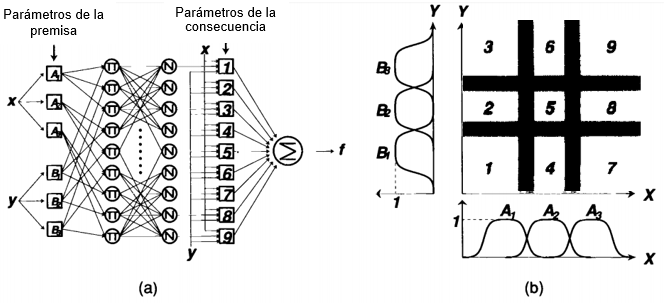 Parámetros de la
premisa
Parámetros de la
consecuencia
x
A₁
A₂
A₃
y
B₁
B₂
B₃
Π
Π
Π
Π
Π
Π
Π
N
N
N
N
N
N
N
N
N
x
1
2
3
4
5
6
7
8
9
y
Σ
f
(a)
Y
B₃
B₂
B₁
1
Y
3 6 9
2 5 8
1 4 7
X
1
A₁ A₂ A₃
X
(b)